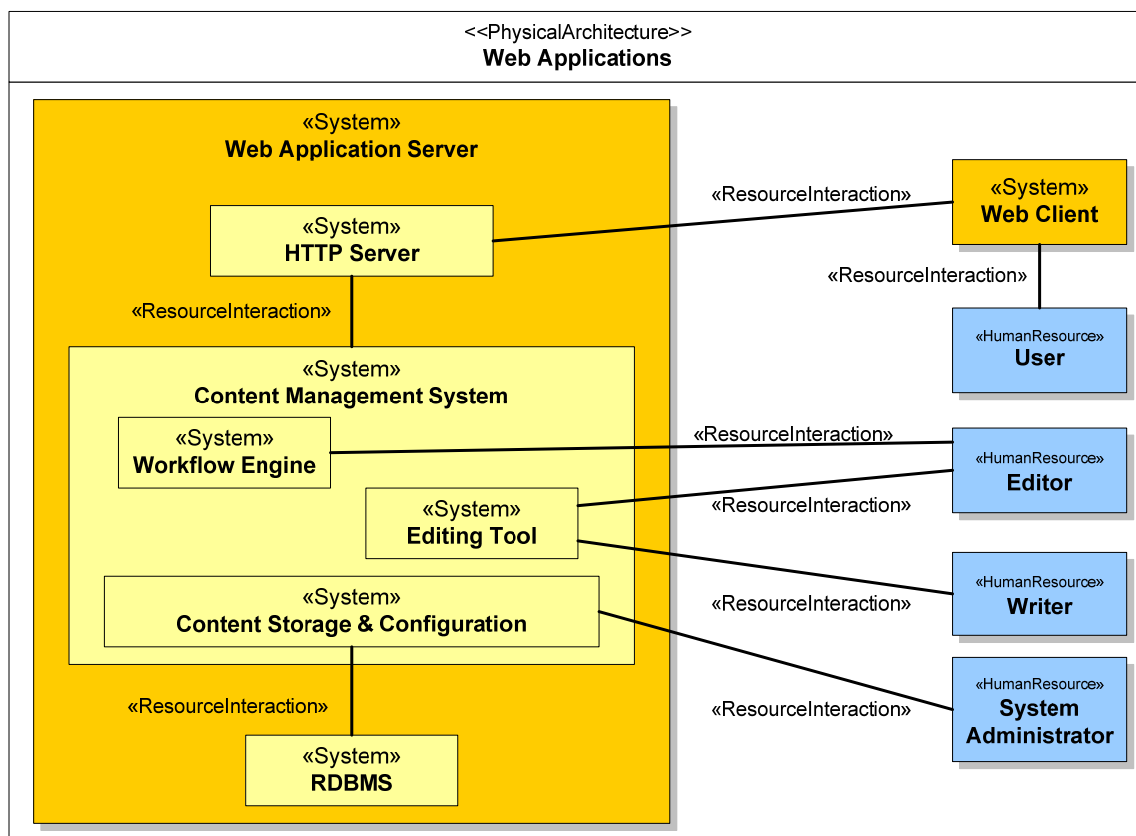 <<PhysicalArchitecture>>
Web Applications
«System»
Web Application Server
«System»
HTTP Server
«ResourceInteraction»
«System»
Web Client
«ResourceInteraction»
«HumanResource»
User
«ResourceInteraction»
«System»
Content Management System
«System»
Workflow Engine
«ResourceInteraction»
«HumanResource»
Editor
«System»
Editing Tool
«ResourceInteraction»
«HumanResource»
Writer
«ResourceInteraction»
«System»
Content Storage & Configuration
«HumanResource»
System
Administrator
«ResourceInteraction»
«ResourceInteraction»
«System»
RDBMS